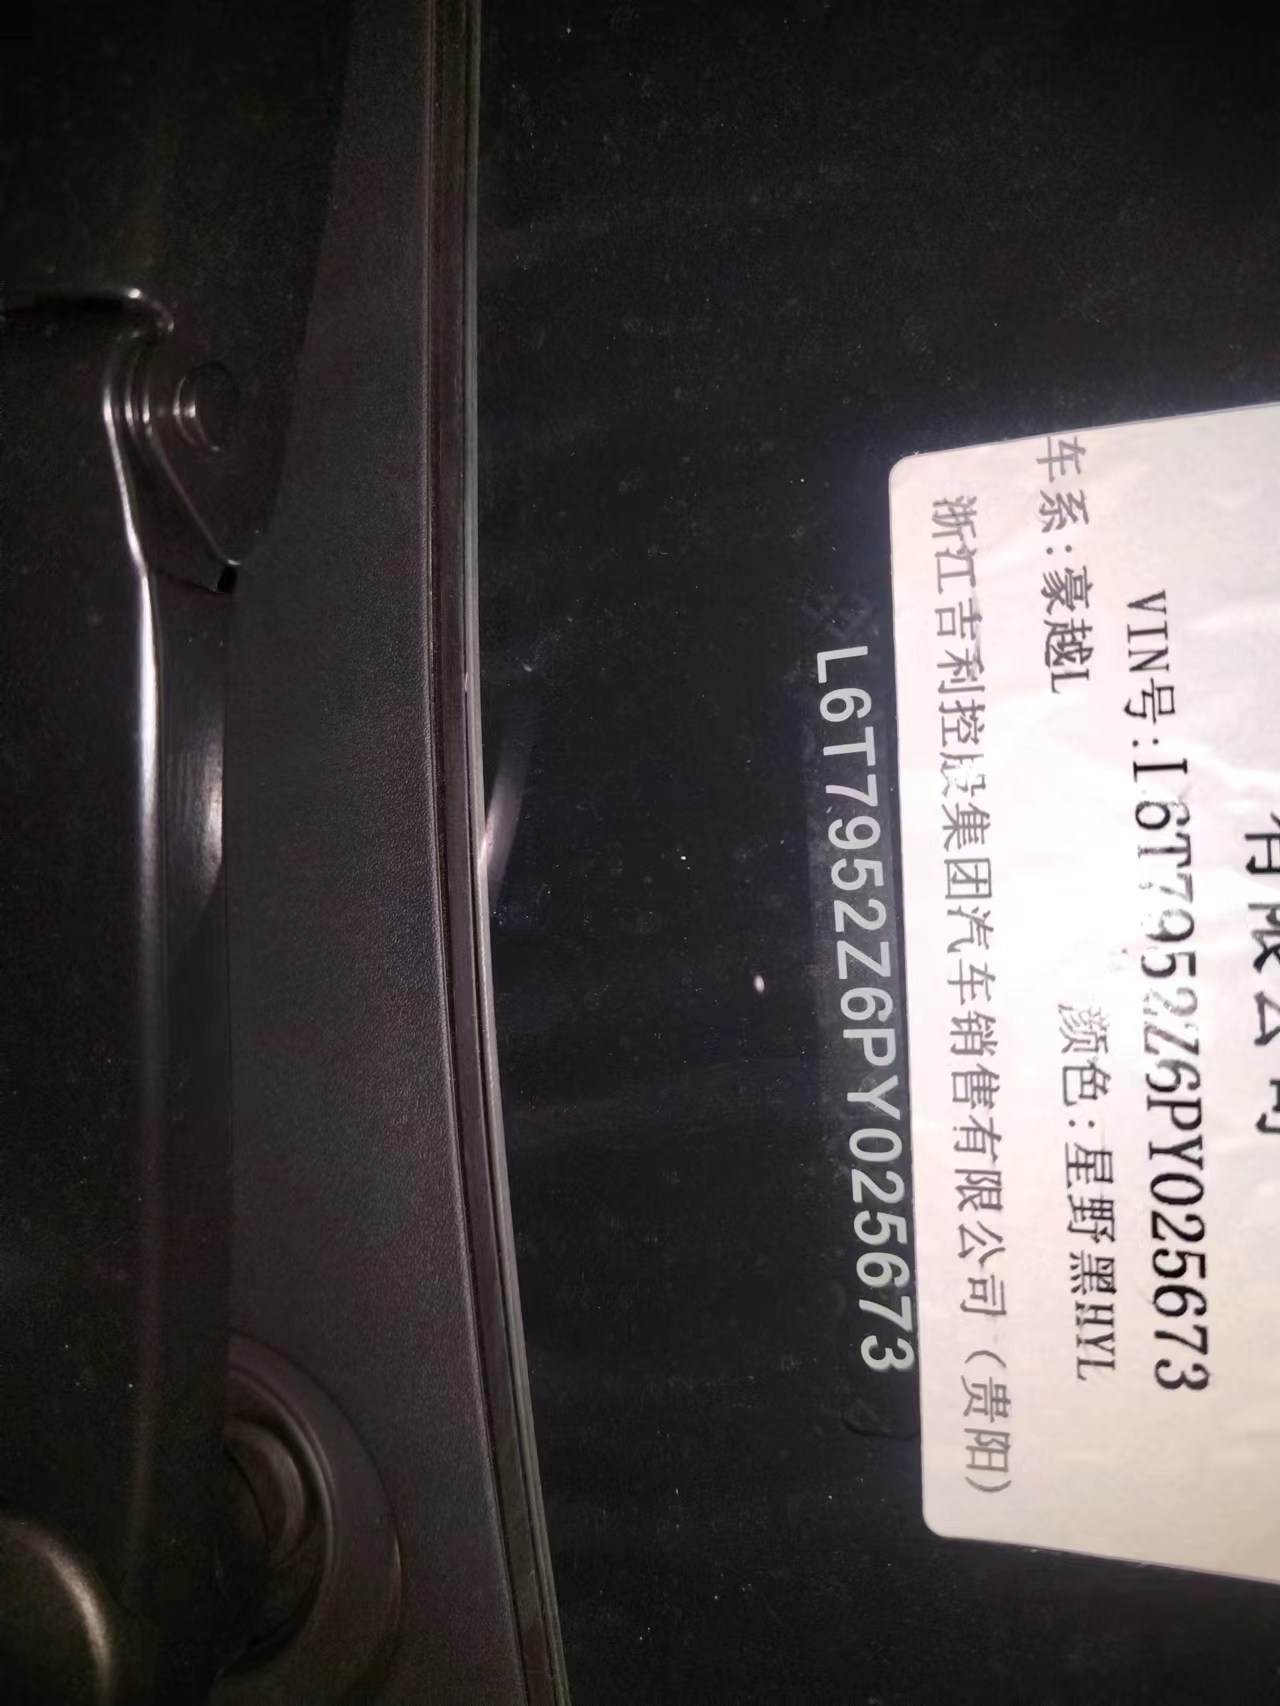 有限公司
VIN号:L6T7952Z6PY025673
车系:豪越L 颜色:星野黑HYL
浙江吉利控股集团汽车销售有限公司（贵阳）
L6T7952Z6PY025673